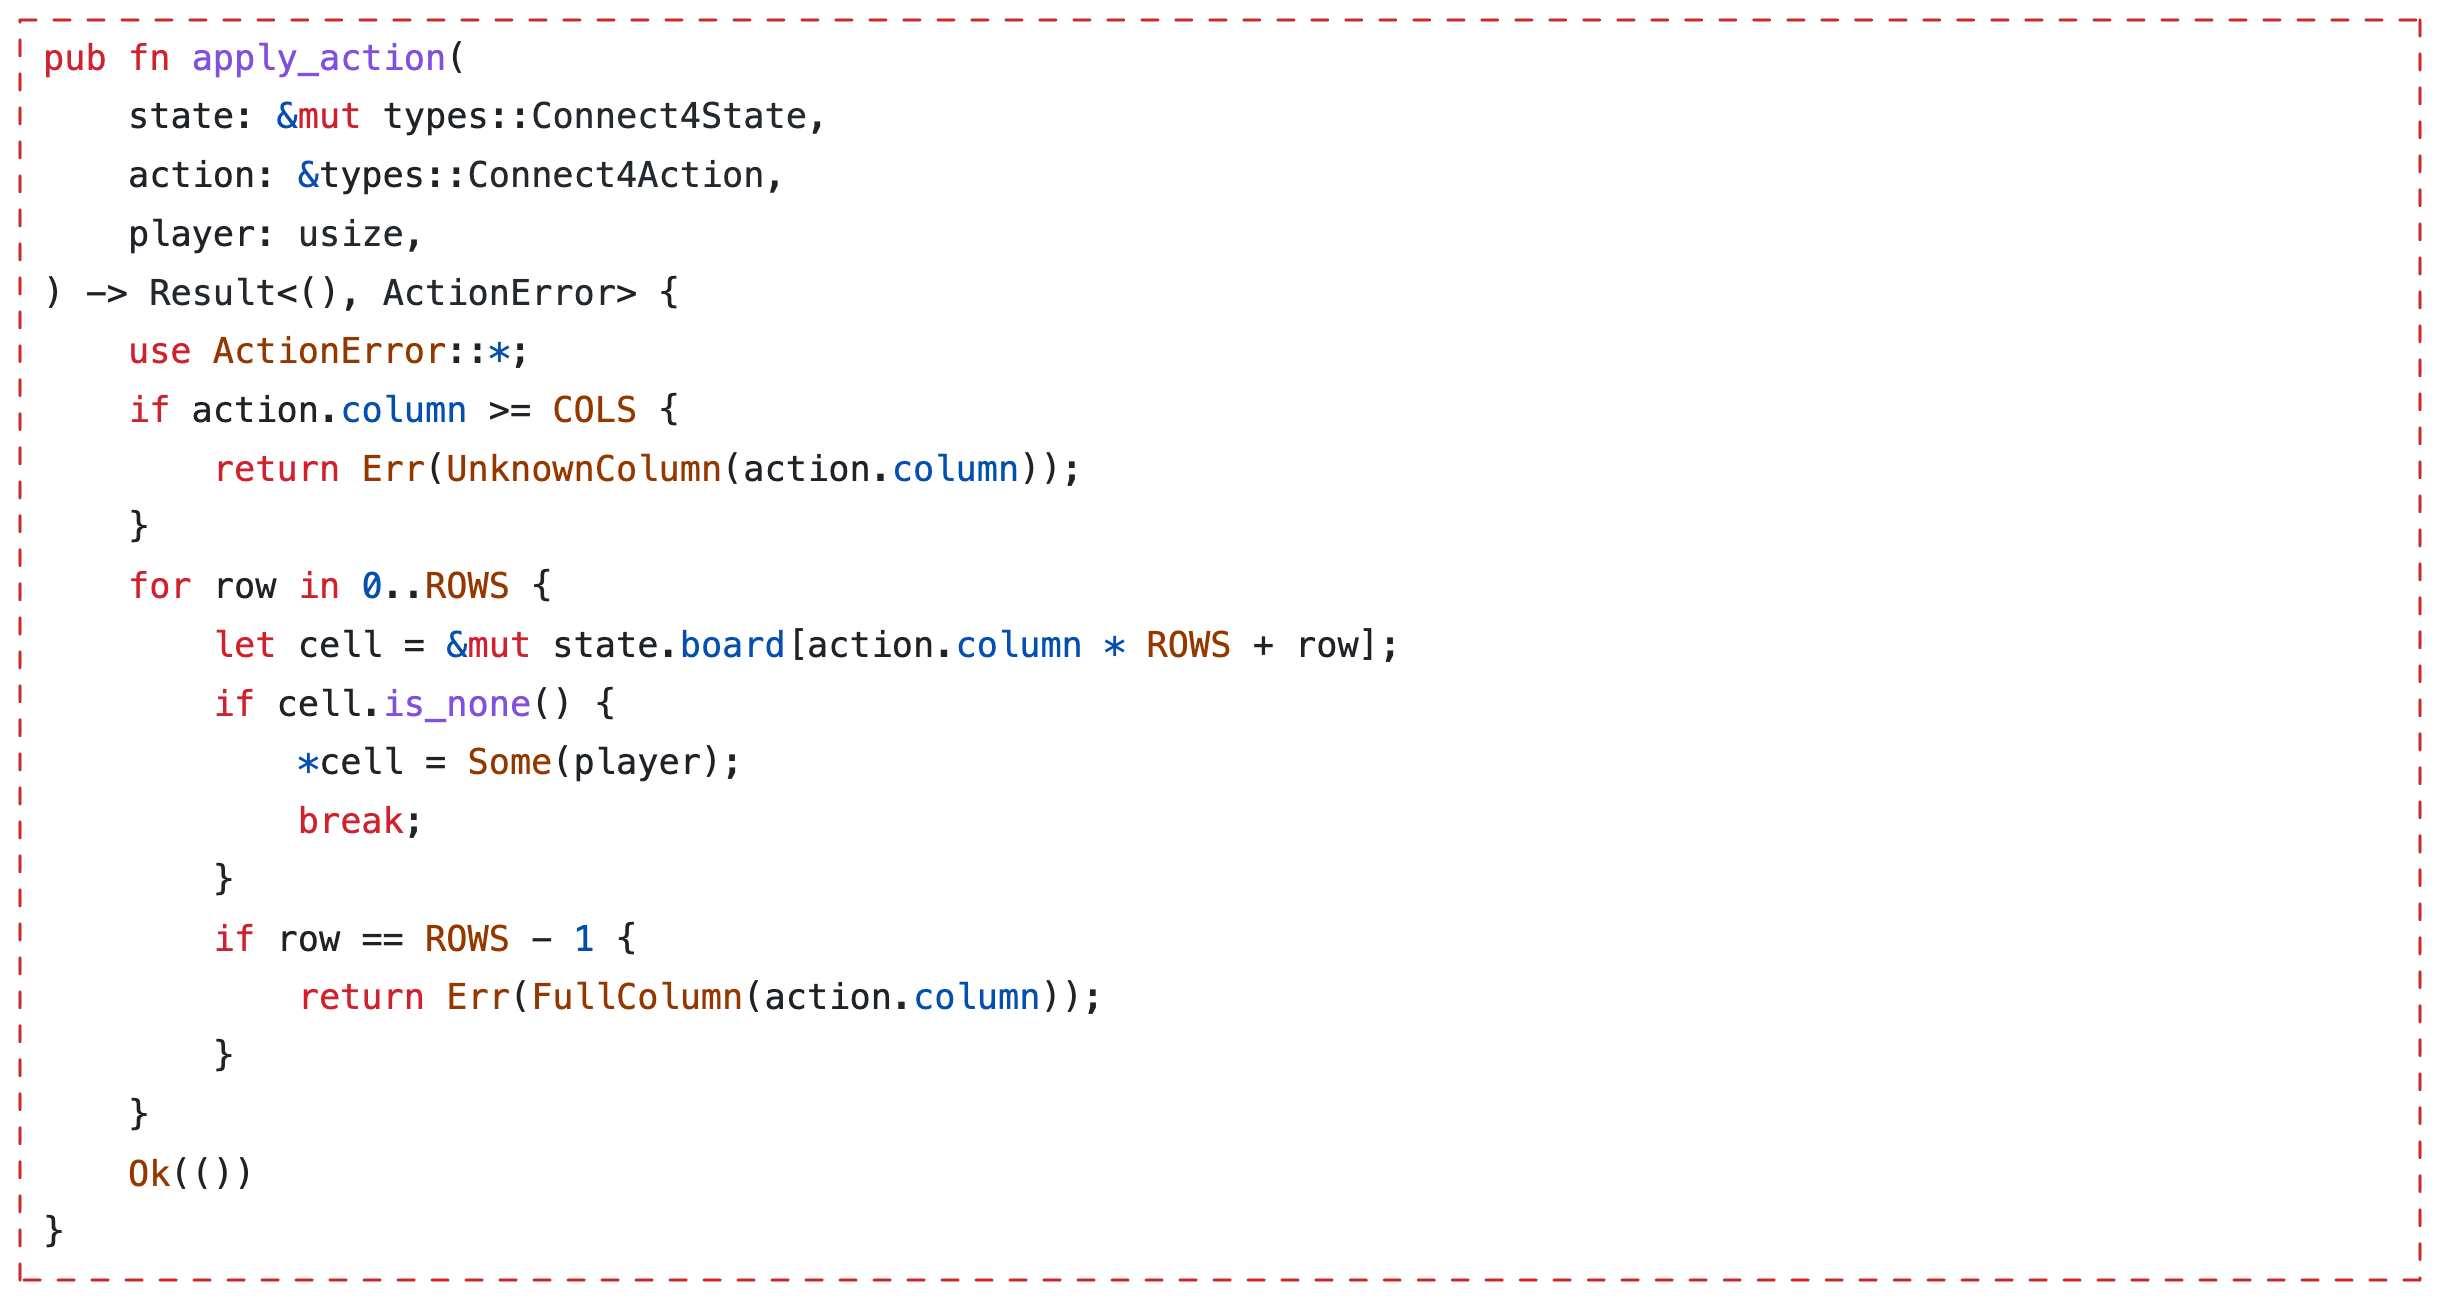 pub fn apply_action(
    state: &mut types::Connect4State,
    action: &types::Connect4Action,
    player: usize,
) -> Result<(), ActionError> {
    use ActionError::*;
    if action.column >= COLS {
        return Err(UnknownColumn(action.column));
    }
    for row in 0..ROWS {
        let cell = &mut state.board[action.column * ROWS + row];
        if cell.is_none() {
            *cell = Some(player);
            break;
        }
        if row == ROWS - 1 {
            return Err(FullColumn(action.column));
        }
    }
    Ok(())
}